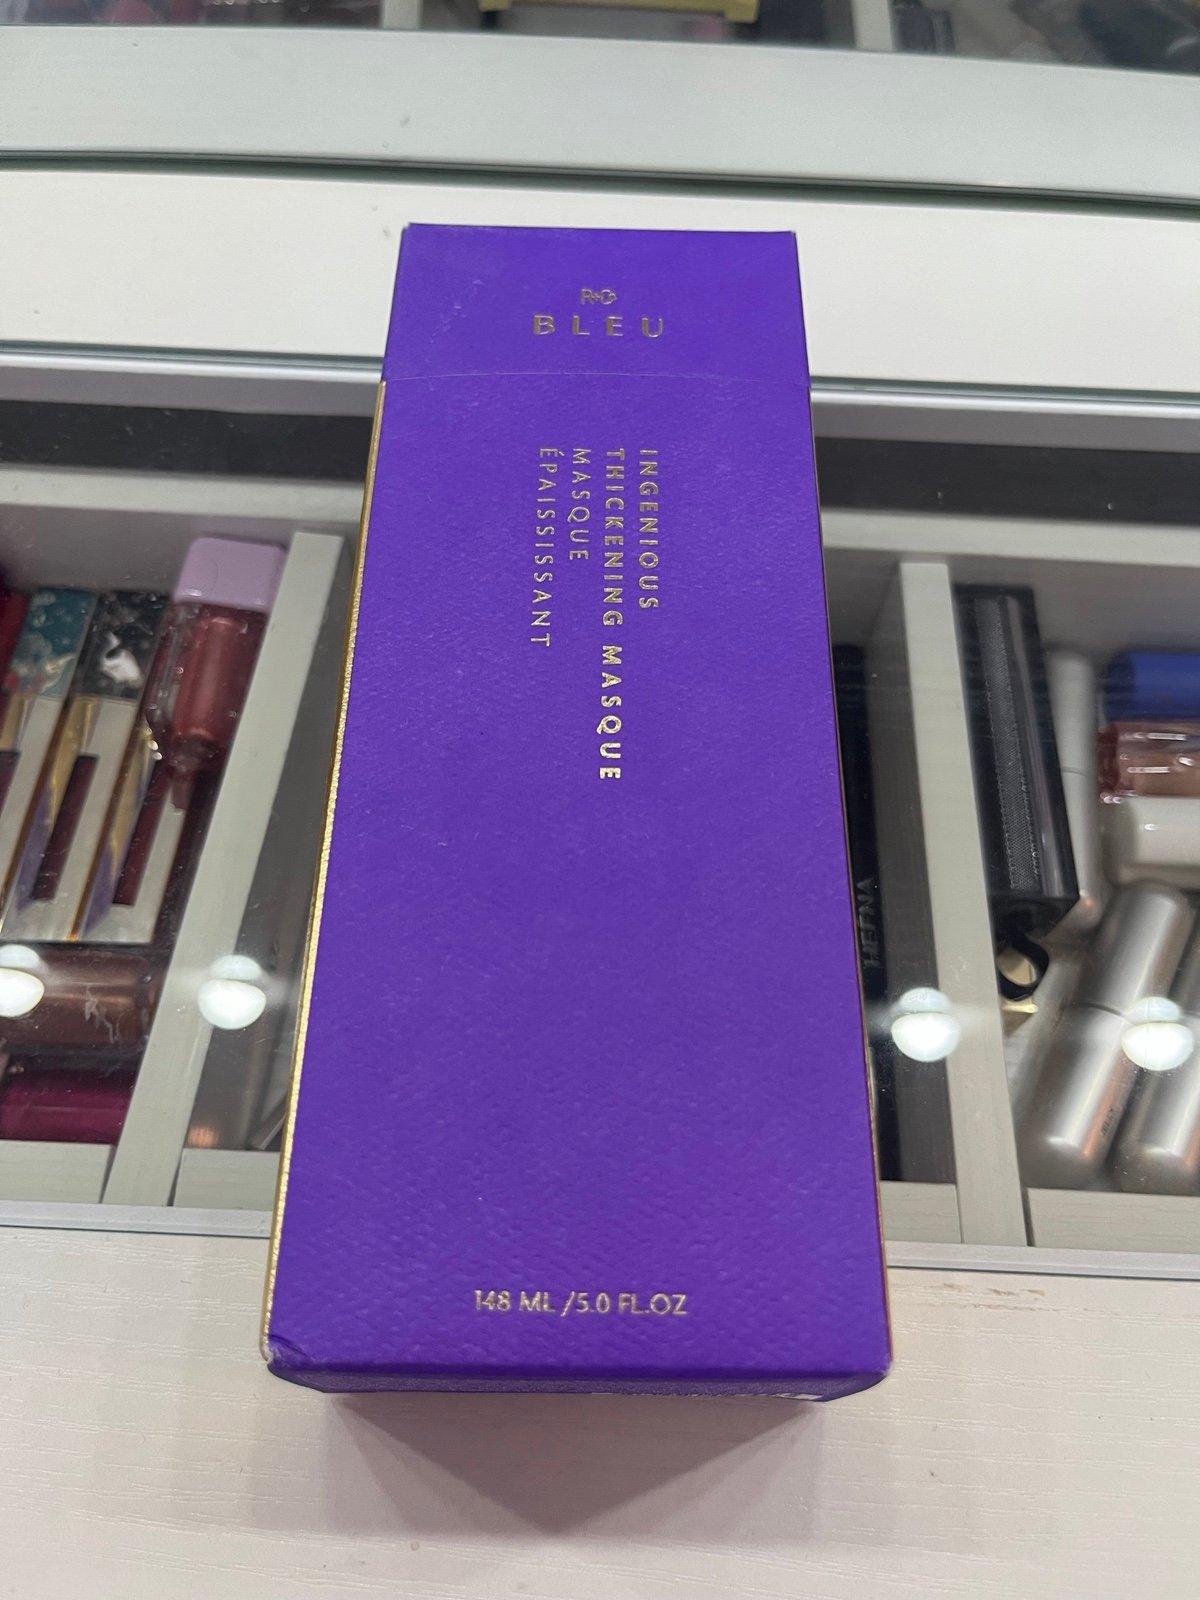 R+Co
BLEU
INGENIOUS
THICKENING MASQUE
MASQUE
ÉPAISSISSANT
148 ML /5.0 FL.OZ